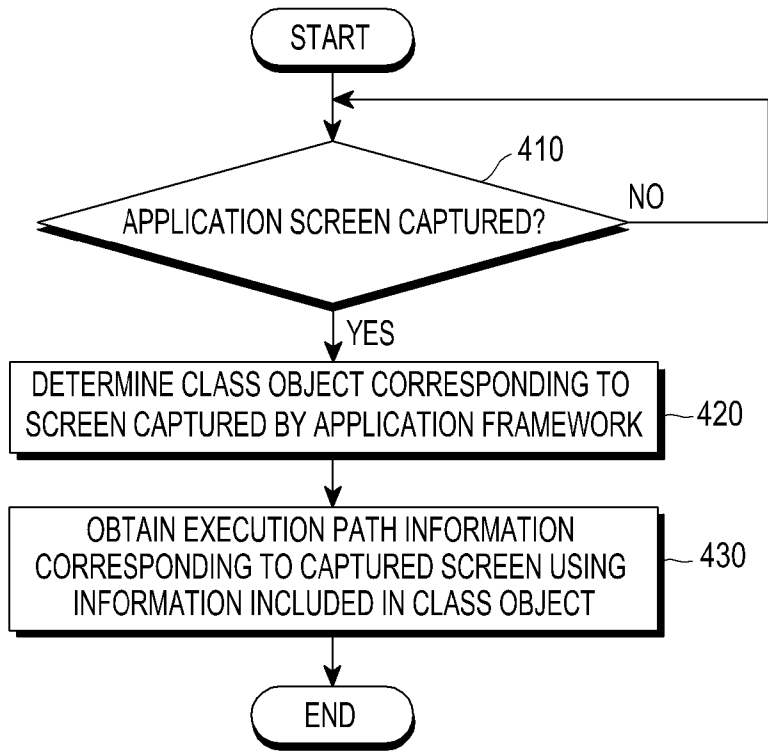 START
410
NO
APPLICATION SCREEN CAPTURED?
YES
DETERMINE CLASS OBJECT CORRESPONDING TO
SCREEN CAPTURED BY APPLICATION FRAMEWORK
420
OBTAIN EXECUTION PATH INFORMATION
CORRESPONDING TO CAPTURED SCREEN USING
INFORMATION INCLUDED IN CLASS OBJECT
430
END